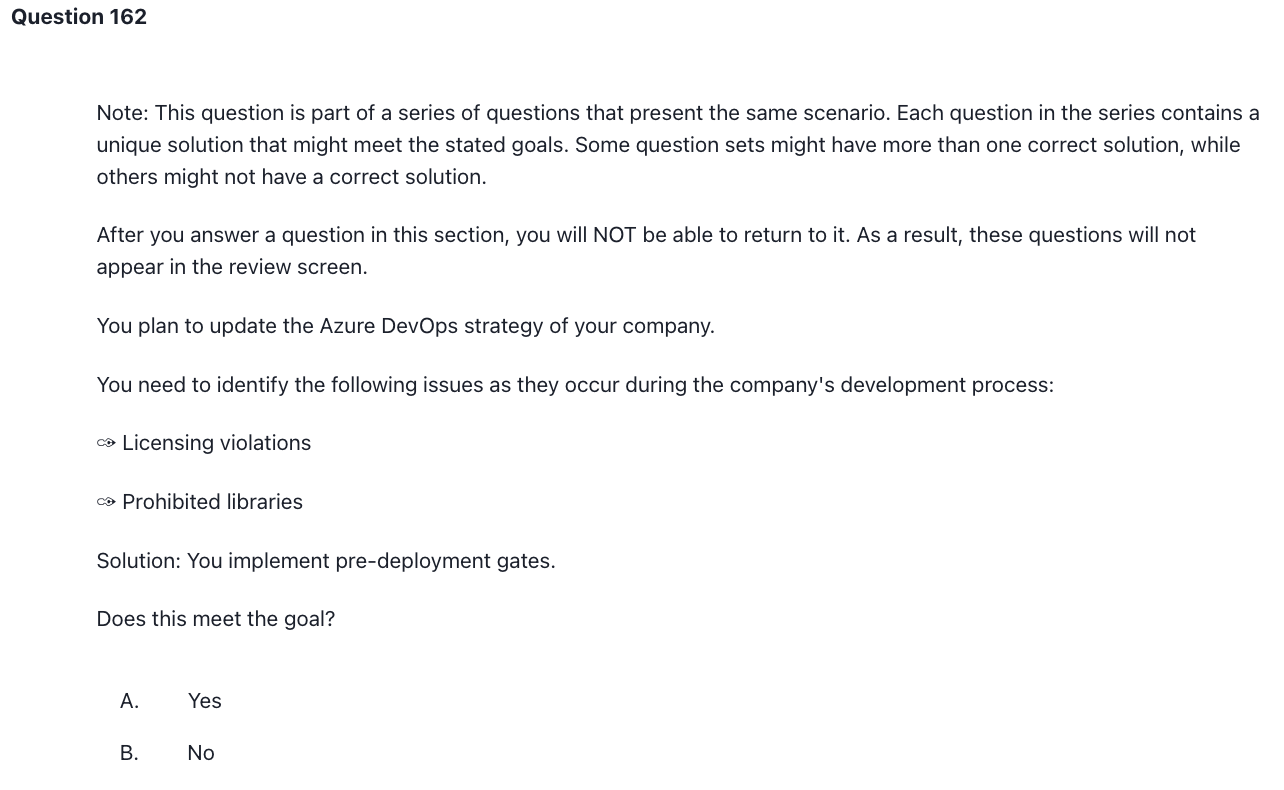 Question 162
Note: This question is part of a series of questions that present the same scenario. Each question in the series contains a
unique solution that might meet the stated goals. Some question sets might have more than one correct solution, while
others might not have a correct solution.
After you answer a question in this section, you will NOT be able to return to it. As a result, these questions will not
appear in the review screen.
You plan to update the Azure DevOps strategy of your company.
You need to identify the following issues as they occur during the company's development process:
✑ Licensing violations
✑ Prohibited libraries
Solution: You implement pre-deployment gates.
Does this meet the goal?
A. Yes
B. No